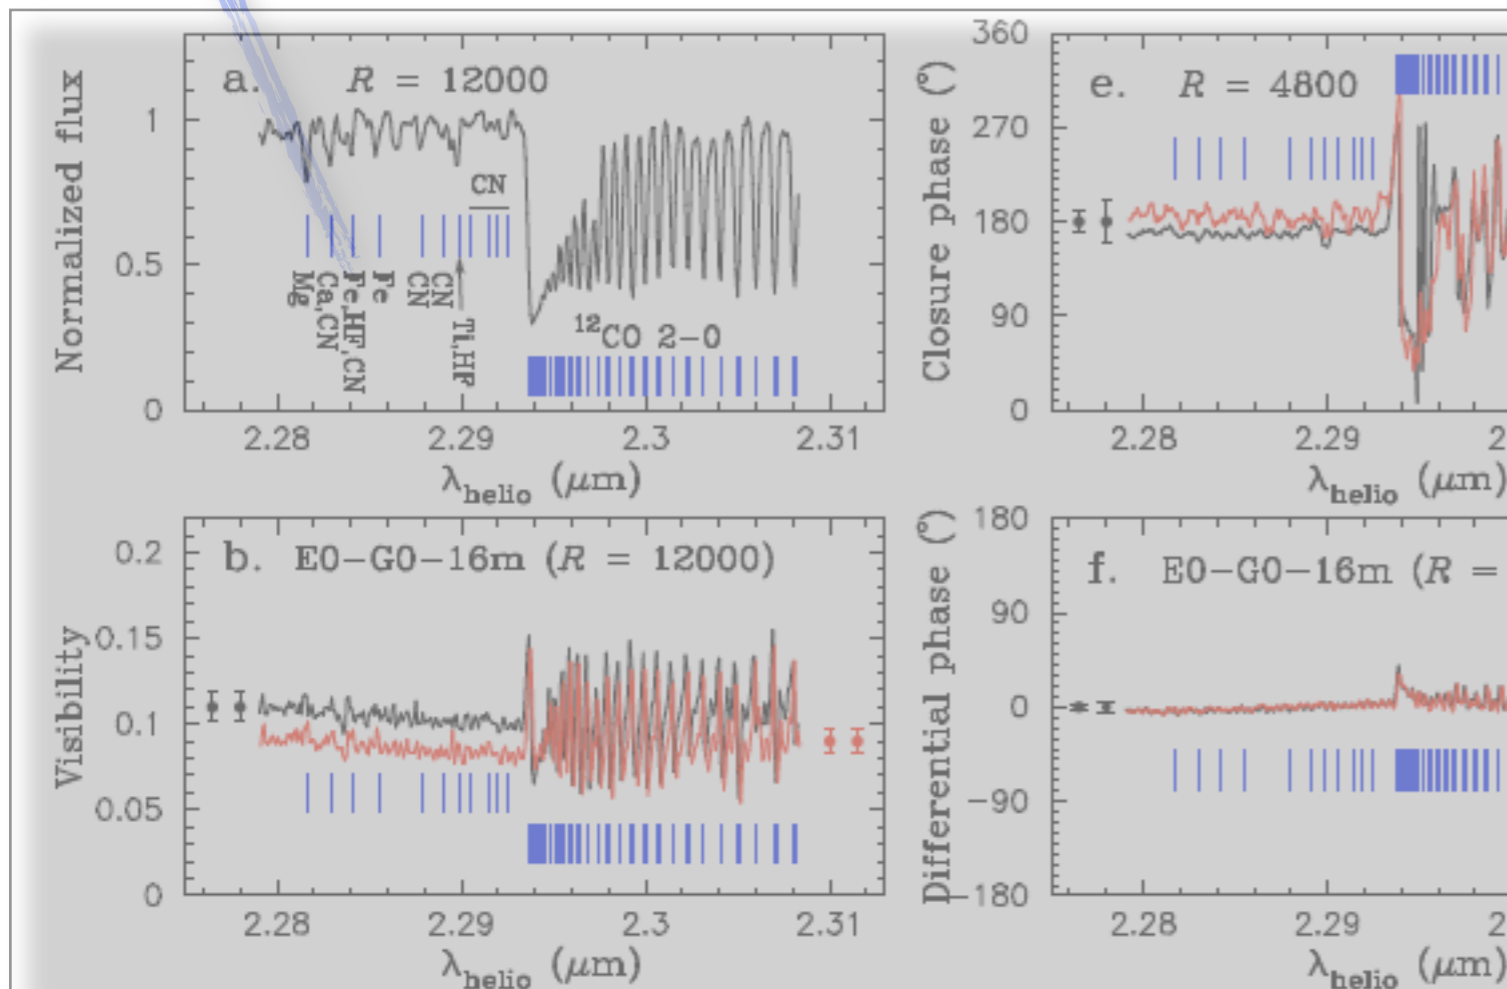 a. R = 12000
Normalized flux
1
0.5
0
CN
Mg
Ca,CN
Fe,HF,CN
Fe
CN
CN
Ti,HF
¹²CO 2-0
2.28 2.29 2.3 2.31
λhelio (μm)
b. E0-G0-16m (R = 12000)
Visibility
0.2
0.15
0.1
0.05
0
2.28 2.29 2.3 2.31
λhelio (μm)
e. R = 4800
Closure phase (°)
360
270
180
90
0
2.28 2.29 2
λhelio (μm)
f. E0-G0-16m (R =
Differential phase (°)
180
90
0
-90
-180
2.28 2.29 2
λhelio (μm)